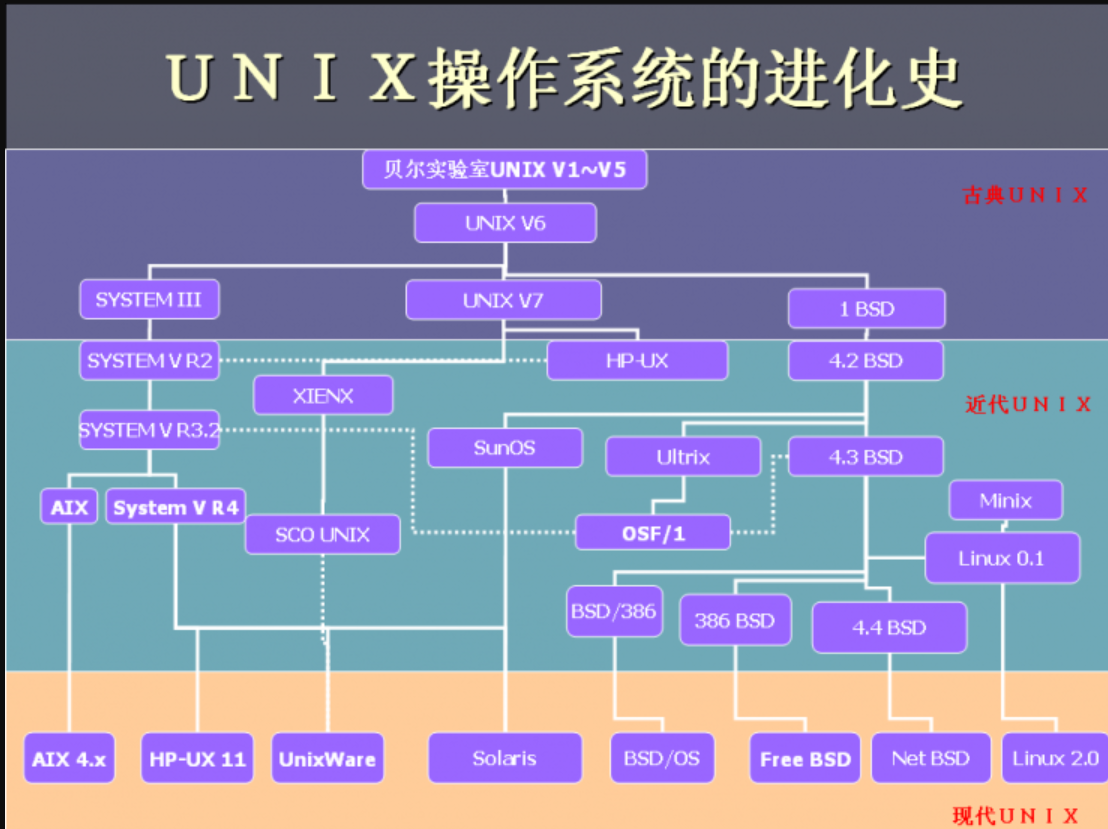 UNIX操作系统的进化史
贝尔实验室UNIX V1~V5
古典UNIX
UNIX V6
SYSTEM III
UNIX V7
1 BSD
SYSTEM V R2
HP-UX
4.2 BSD
XIENX
近代UNIX
SYSTEM V R3.2
SunOS
Ultrix
4.3 BSD
AIX
System V R4
Minix
SCO UNIX
OSF/1
Linux 0.1
BSD/386
386 BSD
4.4 BSD
AIX 4.x
HP-UX 11
UnixWare
Solaris
BSD/OS
Free BSD
Net BSD
Linux 2.0
现代UNIX